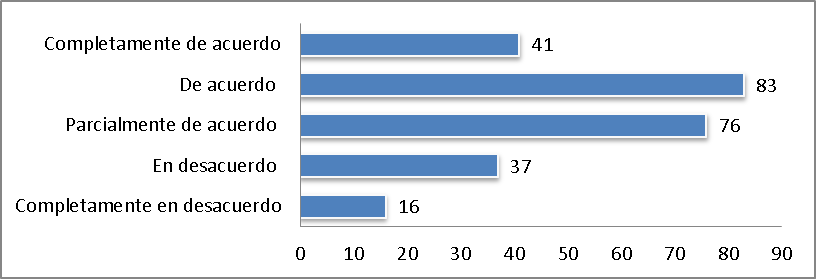 Completamente de acuerdo 41
De acuerdo 83
Parcialmente de acuerdo 76
En desacuerdo 37
Completamente en desacuerdo 16
0 10 20 30 40 50 60 70 80 90